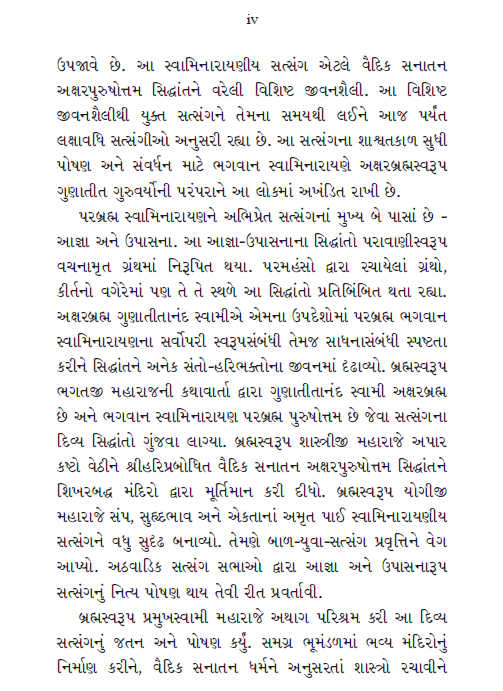 iv
ઉપજાવે છે. આ સ્વામિનારાયણીય સત્સંગ એટલે વૈદિક સનાતન
અક્ષરપુરુષોત્તમ સિદ્ધાંતને વરેલી વિશિષ્ટ જીવનશૈલી. આ વિશિષ્ટ
જીવનશૈલીથી યુક્ત સત્સંગને તેમના સમયથી લઈને આજ પર્યંત
લક્ષાવધિ સત્સંગીઓ અનુસરી રહ્યા છે. આ સત્સંગના શાશ્વતકાળ સુધી
પોષણ અને સંવર્ધન માટે ભગવાન સ્વામિનારાયણે અક્ષરબ્રહ્મસ્વરૂપ
ગુણાતીત ગુરુવર્યોની પરંપરાને આ લોકમાં અખંડિત રાખી છે.
પરબ્રહ્મ સ્વામિનારાયણને અભિપ્રેત સત્સંગનાં મુખ્ય બે પાસાં છે -
આજ્ઞા અને ઉપાસના. આ આજ્ઞા-ઉપાસનાના સિદ્ધાંતો પરાવાણીસ્વરૂપ
વચનામૃત ગ્રંથમાં નિરૂપિત થયા. પરમહંસો દ્વારા રચાયેલાં ગ્રંથો,
કીર્તનો વગેરેમાં પણ તે તે સ્થળે આ સિદ્ધાંતો પ્રતિબિંબિત થતા રહ્યા.
અક્ષરબ્રહ્મ ગુણાતીતાનંદ સ્વામીએ એમના ઉપદેશોમાં પરબ્રહ્મ ભગવાન
સ્વામિનારાયણના સર્વોપરી સ્વરૂપસંબંધી તેમજ સાધનાસંબંધી સ્પષ્ટતા
કરીને સિદ્ધાંતને અનેક સંતો-હરિભક્તોના જીવનમાં દૃઢાવ્યો. બ્રહ્મસ્વરૂપ
ભગતજી મહારાજની કથાવાર્તા દ્વારા ગુણાતીતાનંદ સ્વામી અક્ષરબ્રહ્મ
છે અને ભગવાન સ્વામિનારાયણ પરબ્રહ્મ પુરુષોત્તમ છે જેવા સત્સંગના
દિવ્ય સિદ્ધાંતો ગુંજવા લાગ્યા. બ્રહ્મસ્વરૂપ શાસ્ત્રીજી મહારાજે અપાર
કષ્ટો વેઠીને શ્રીહરિપ્રબોધિત વૈદિક સનાતન અક્ષરપુરુષોત્તમ સિદ્ધાંતને
શિખરબદ્ધ મંદિરો દ્વારા મૂર્તિમાન કરી દીધો. બ્રહ્મસ્વરૂપ યોગીજી
મહારાજે સંપ, સુહૃદભાવ અને એકતાનાં અમૃત પાઈ સ્વામિનારાયણીય
સત્સંગને વધુ સુદૃઢ બનાવ્યો. તેમણે બાળ-યુવા-સત્સંગ પ્રવૃત્તિને વેગ
આપ્યો. અઠવાડિક સત્સંગ સભાઓ દ્વારા આજ્ઞા અને ઉપાસનારૂપ
સત્સંગનું નિત્ય પોષણ થાય તેવી રીત પ્રવર્તાવી.
બ્રહ્મસ્વરૂપ પ્રમુખસ્વામી મહારાજે અથાગ પરિશ્રમ કરી આ દિવ્ય
સત્સંગનું જતન અને પોષણ કર્યું. સમગ્ર ભૂમંડળમાં ભવ્ય મંદિરોનું
નિર્માણ કરીને, વૈદિક સનાતન ધર્મને અનુસરતાં શાસ્ત્રો રચાવીને